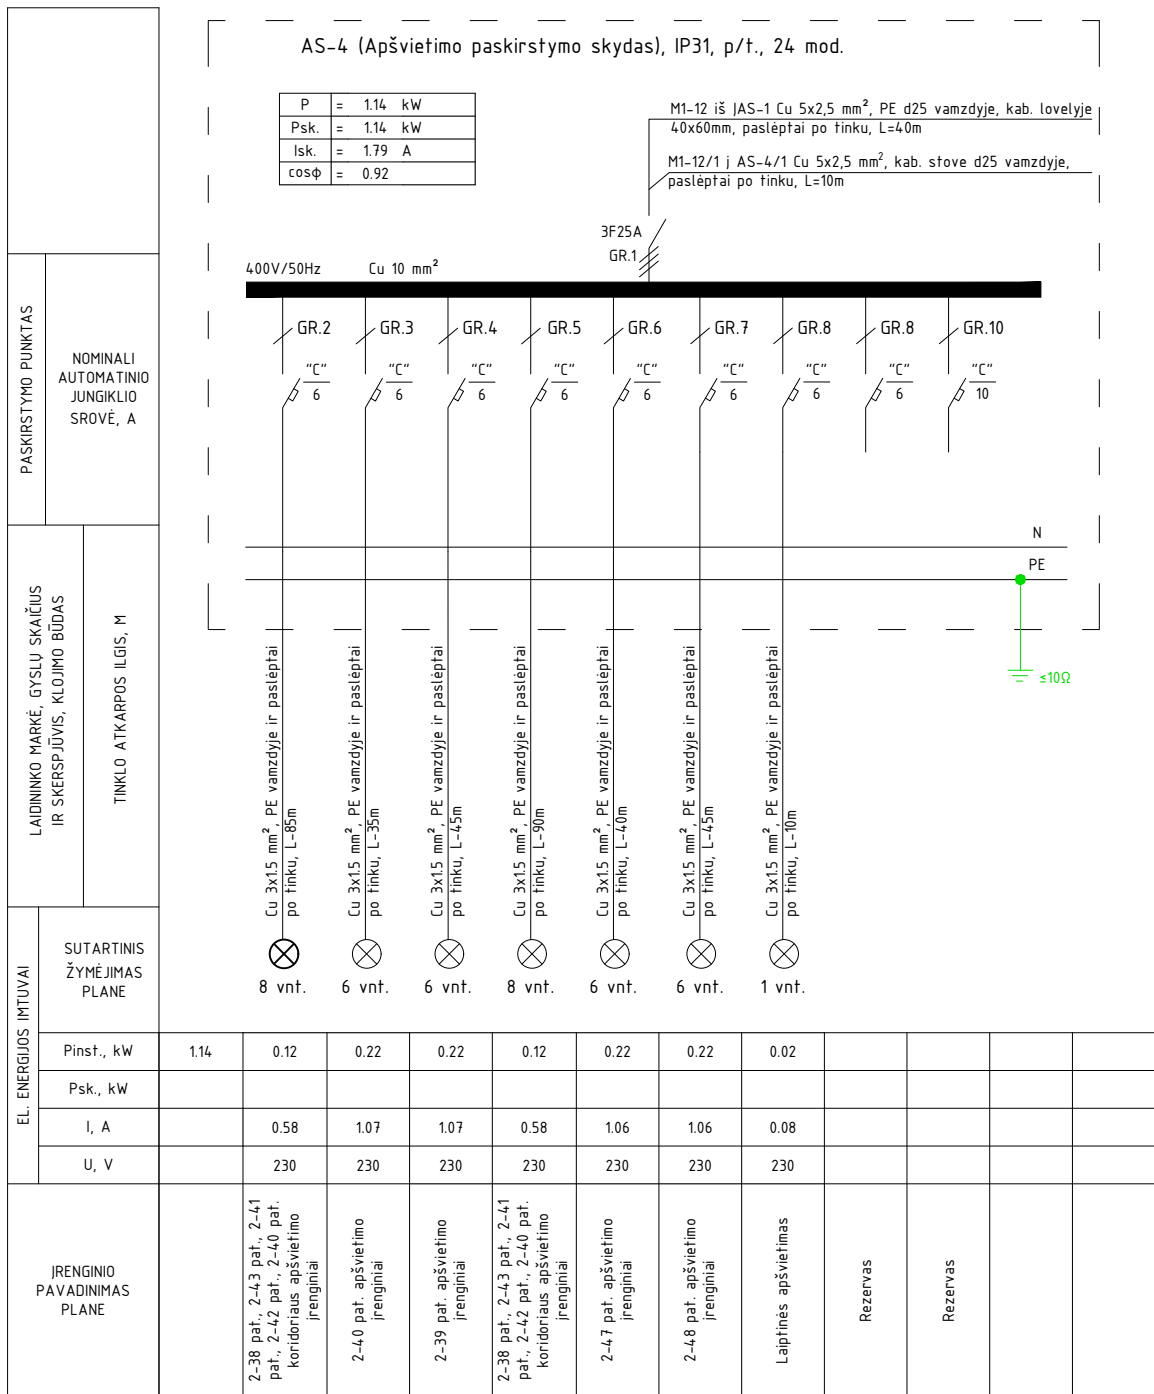 AS-4 (Apšvietimo paskirstymo skydas), IP31, p/t., 24 mod.
P = 1.14 kW
Psk. = 1.14 kW
Isk. = 1.79 A
cosϕ = 0.92
M1-12 iš JAS-1 Cu 5x2,5 mm², PE d25 vamzdyje, kab. lovelyje
40x60mm, paslėptai po tinku, L=40m
M1-12/1 į AS-4/1 Cu 5x2,5 mm², kab. stove d25 vamzdyje,
paslėptai po tinku, L=10m
3F25A
GR.1
400V/50Hz Cu 10 mm²
GR.2 GR.3 GR.4 GR.5 GR.6 GR.7 GR.8 GR.8 GR.10
"C" "C" "C" "C" "C" "C" "C" "C" "C"
6 6 6 6 6 6 6 6 10
PASKIRSTYMO PUNKTAS
NOMINALI
AUTOMATINIO
JUNGIKLIO
SROVĖ, A
N
PE
≤10Ω
LAIDININKO MARKĖ, GYSLŲ SKAIČIUS
IR SKERSPJŪVIS, KLOJIMO BŪDAS
TINKLO ATKARPOS ILGIS, M
Cu 3x1.5 mm², PE vamzdyje ir paslėptai
po tinku, L-85m
Cu 3x1.5 mm², PE vamzdyje ir paslėptai
po tinku, L-35m
Cu 3x1.5 mm², PE vamzdyje ir paslėptai
po tinku, L-45m
Cu 3x1.5 mm², PE vamzdyje ir paslėptai
po tinku, L-90m
Cu 3x1.5 mm², PE vamzdyje ir paslėptai
po tinku, L-40m
Cu 3x1.5 mm², PE vamzdyje ir paslėptai
po tinku, L-45m
Cu 3x1.5 mm², PE vamzdyje ir paslėptai
po tinku, L-10m
EL. ENERGIJOS IMTUVAI
SUTARTINIS
ŽYMĖJIMAS
PLANE
8 vnt. 6 vnt. 6 vnt. 8 vnt. 6 vnt. 6 vnt. 1 vnt.
Pinst., kW 1.14 0.12 0.22 0.22 0.12 0.22 0.22 0.02
Psk., kW
I, A 0.58 1.07 1.07 0.58 1.06 1.06 0.08
U, V 230 230 230 230 230 230 230
ĮRENGINIO
PAVADINIMAS
PLANE
2-38 pat., 2-43 pat., 2-41
pat., 2-42 pat., 2-40 pat.
koridoriaus apšvietimo
įrenginiai
2-40 pat. apšvietimo
įrenginiai
2-39 pat. apšvietimo
įrenginiai
2-38 pat., 2-43 pat., 2-41
pat., 2-42 pat., 2-40 pat.
koridoriaus apšvietimo
įrenginiai
2-47 pat. apšvietimo
įrenginiai
2-48 pat. apšvietimo
įrenginiai
Laiptinės apšvietimas
Rezervas
Rezervas